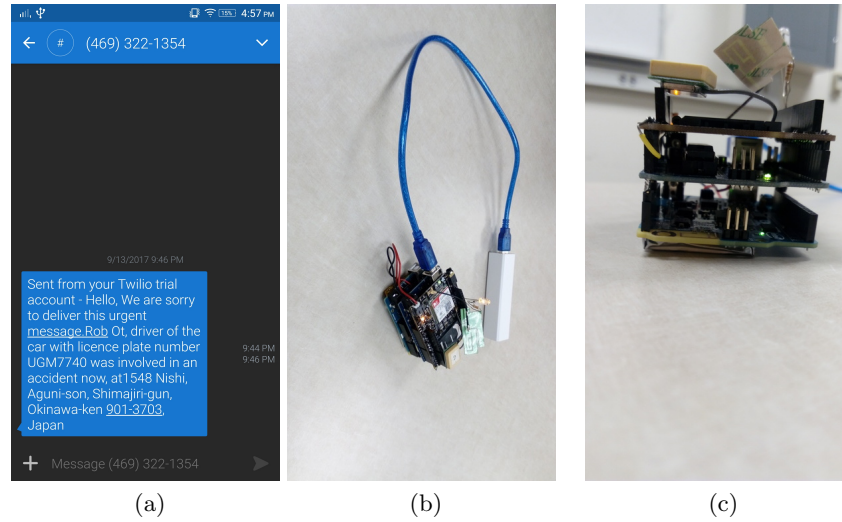 15% 4:57 PM
# (469) 322-1354
9/13/2017 9:46 PM
Sent from your Twilio trial
account - Hello, We are sorry
to deliver this urgent
message.Rob Ot, driver of the
car with licence plate number
UGM7740 was involved in an
accident now, at1548 Nishi,
Aguni-son, Shimajiri-gun,
Okinawa-ken 901-3703,
Japan
9:44 PM
9:46 PM
+ Message (469) 322-1354
(a)
(b)
(c)